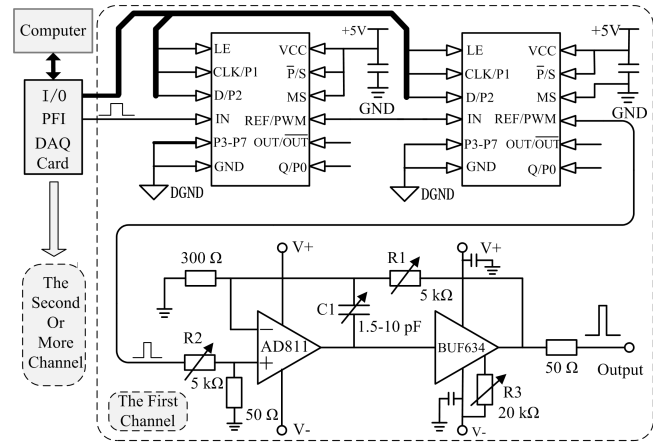 Computer
I/0
PFI
DAQ
Card
The
Second
Or
More
Channel
LE
CLK/P1
D/P2
IN
P3-P7
GND
VCC
P̅/S
MS
REF/PWM
OUT/O̅U̅T̅
Q/P0
+5V
GND
DGND
LE
CLK/P1
D/P2
IN
P3-P7
GND
VCC
P̅/S
MS
REF/PWM
OUT/O̅U̅T̅
Q/P0
+5V
GND
DGND
300 Ω
V+
R1
5 kΩ
V+
C1
1.5-10 pF
R2
5 kΩ
AD811
BUF634
50 Ω
V-
R3
20 kΩ
V-
50 Ω
Output
The First
Channel